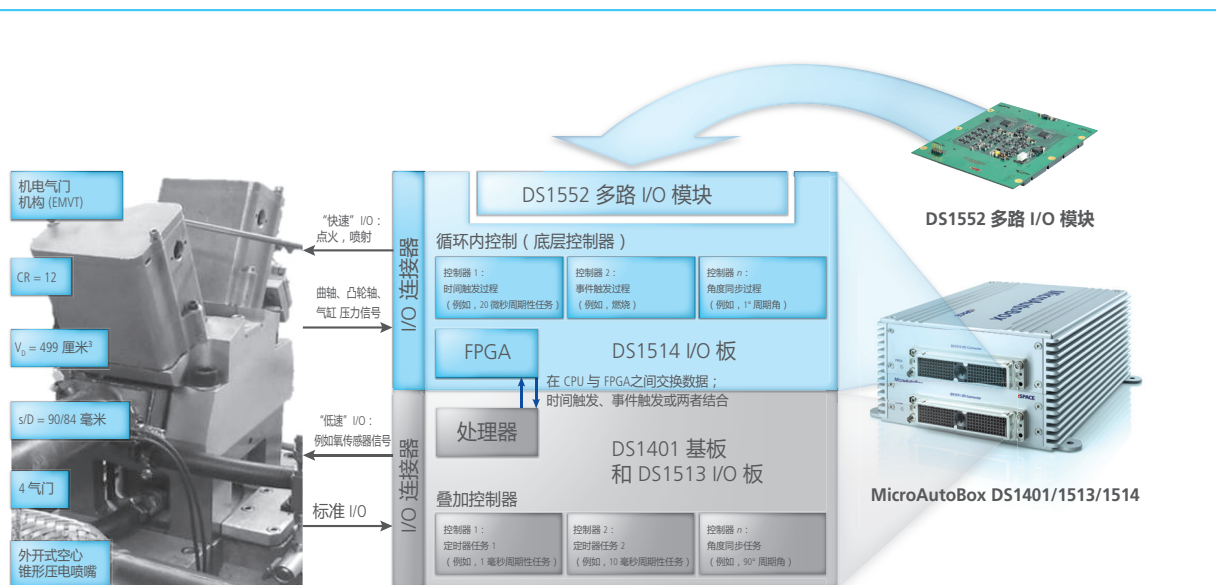 DS1552 多路 I/O 模块
DS1552 多路 I/O 模块
机电气门
机构 (EMVT)
CR = 12
V_D = 499 厘米³
s/D = 90/84 毫米
4 气门
外开式空心
锥形压电喷嘴
“快速” I/O：
点火，喷射
曲轴、凸轮轴、
气缸 压力信号
“低速” I/O：
例如氧传感器信号
标准 I/O
I/O 连接器
I/O 连接器
循环内控制（底层控制器）
控制器 1：
时间触发过程
（例如，20 微秒周期性任务）
控制器 2：
事件触发过程
（例如，燃烧）
控制器 n：
角度同步过程
（例如，1° 周期角）
FPGA
DS1514 I/O 板
在 CPU 与 FPGA之间交换数据；
时间触发、事件触发或两者结合
处理器
DS1401 基板
和 DS1513 I/O 板
叠加控制器
控制器 1：
定时器任务 1
（例如，1 毫秒周期性任务）
控制器 2：
定时器任务 2
（例如，10 毫秒周期性任务）
控制器 n：
角度同步任务
（例如，90° 周期角）
MicroAutoBox
dSPACE
MicroAutoBox DS1401/1513/1514